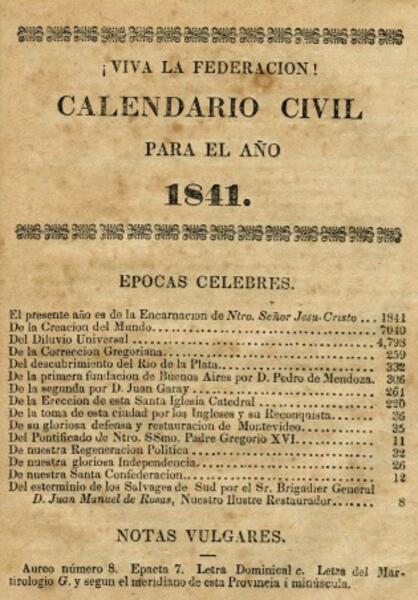 ¡VIVA LA FEDERACION!
CALENDARIO CIVIL
PARA EL AÑO
1841.
EPOCAS CELEBRES.
El presente año es de la Encarnacion de Ntro. Señor Jesu-Cristo ... 1841
De la Creacion del Mundo........................ 7040
Del Diluvio Universal........................ 4,798
De la Correccion Gregoriana........................ 259
Del descubrimiento del Rio de la Plata........................ 332
De la primera fundacion de Buenos Aires por D. Pedro de Mendoza. 306
De la segunda por D. Juan Garay........................ 261
De la Ereccion de esta Santa Iglesia Catedral........................ 220
De la toma de esta ciudad por los Ingleses y su Reconquista.... 36
De su gloriosa defensa y restauracion de Montevideo........... 35
Del Pontificado de Ntro. SSmo. Padre Gregorio XVI........... 11
De nuestra Regeneracion Politica........................ 32
De nuestra gloriosa Independencia........................ 26
De nuestra Santa Confederacion........................ 12
Del esterminio de los Salvages de Sud por el Sr. Brigadier General
D. Juan Manuel de Rosas, Nuestro Ilustre Restaurador... 8
NOTAS VULGARES.
Aureo número 8. Epacta 7. Letra Dominical c. Letra del Mar-
tirologio G. y segun el meridiano de esta Provincia i minúscula.